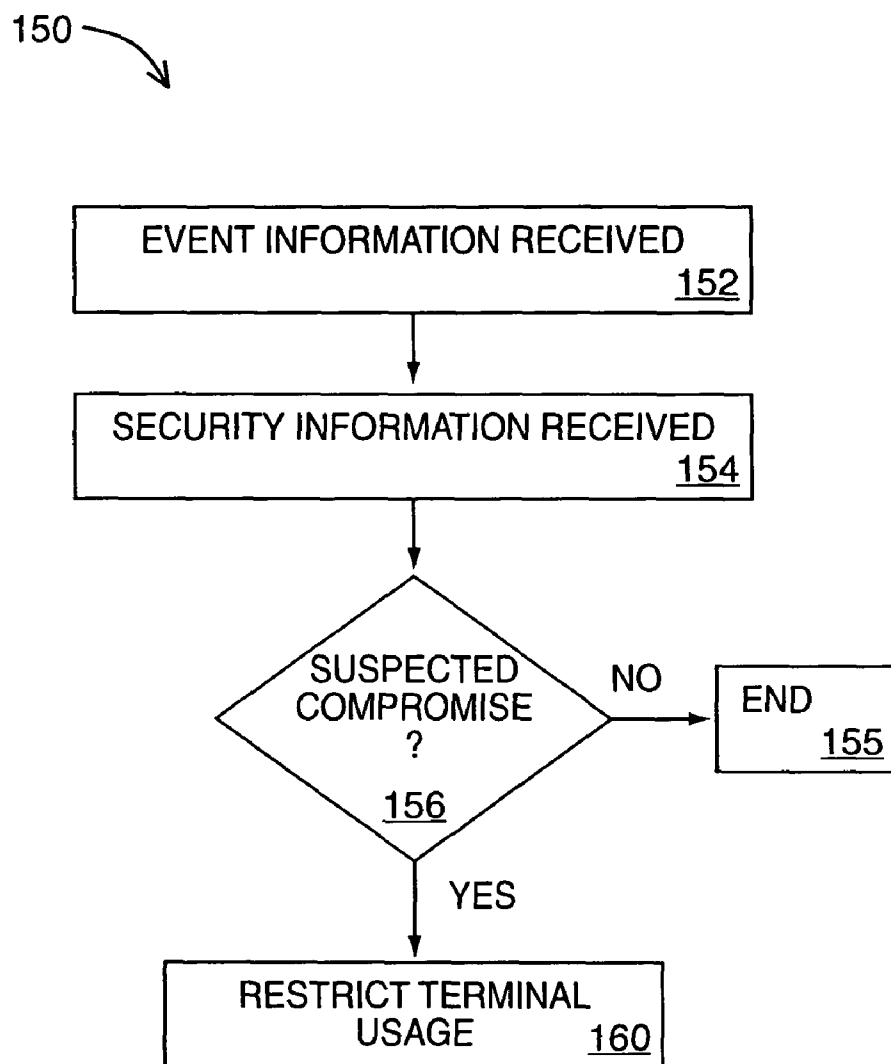 150
EVENT INFORMATION RECEIVED
152
SECURITY INFORMATION RECEIVED
154
SUSPECTED
COMPROMISE
?
156
NO
END
155
YES
RESTRICT TERMINAL
USAGE
160